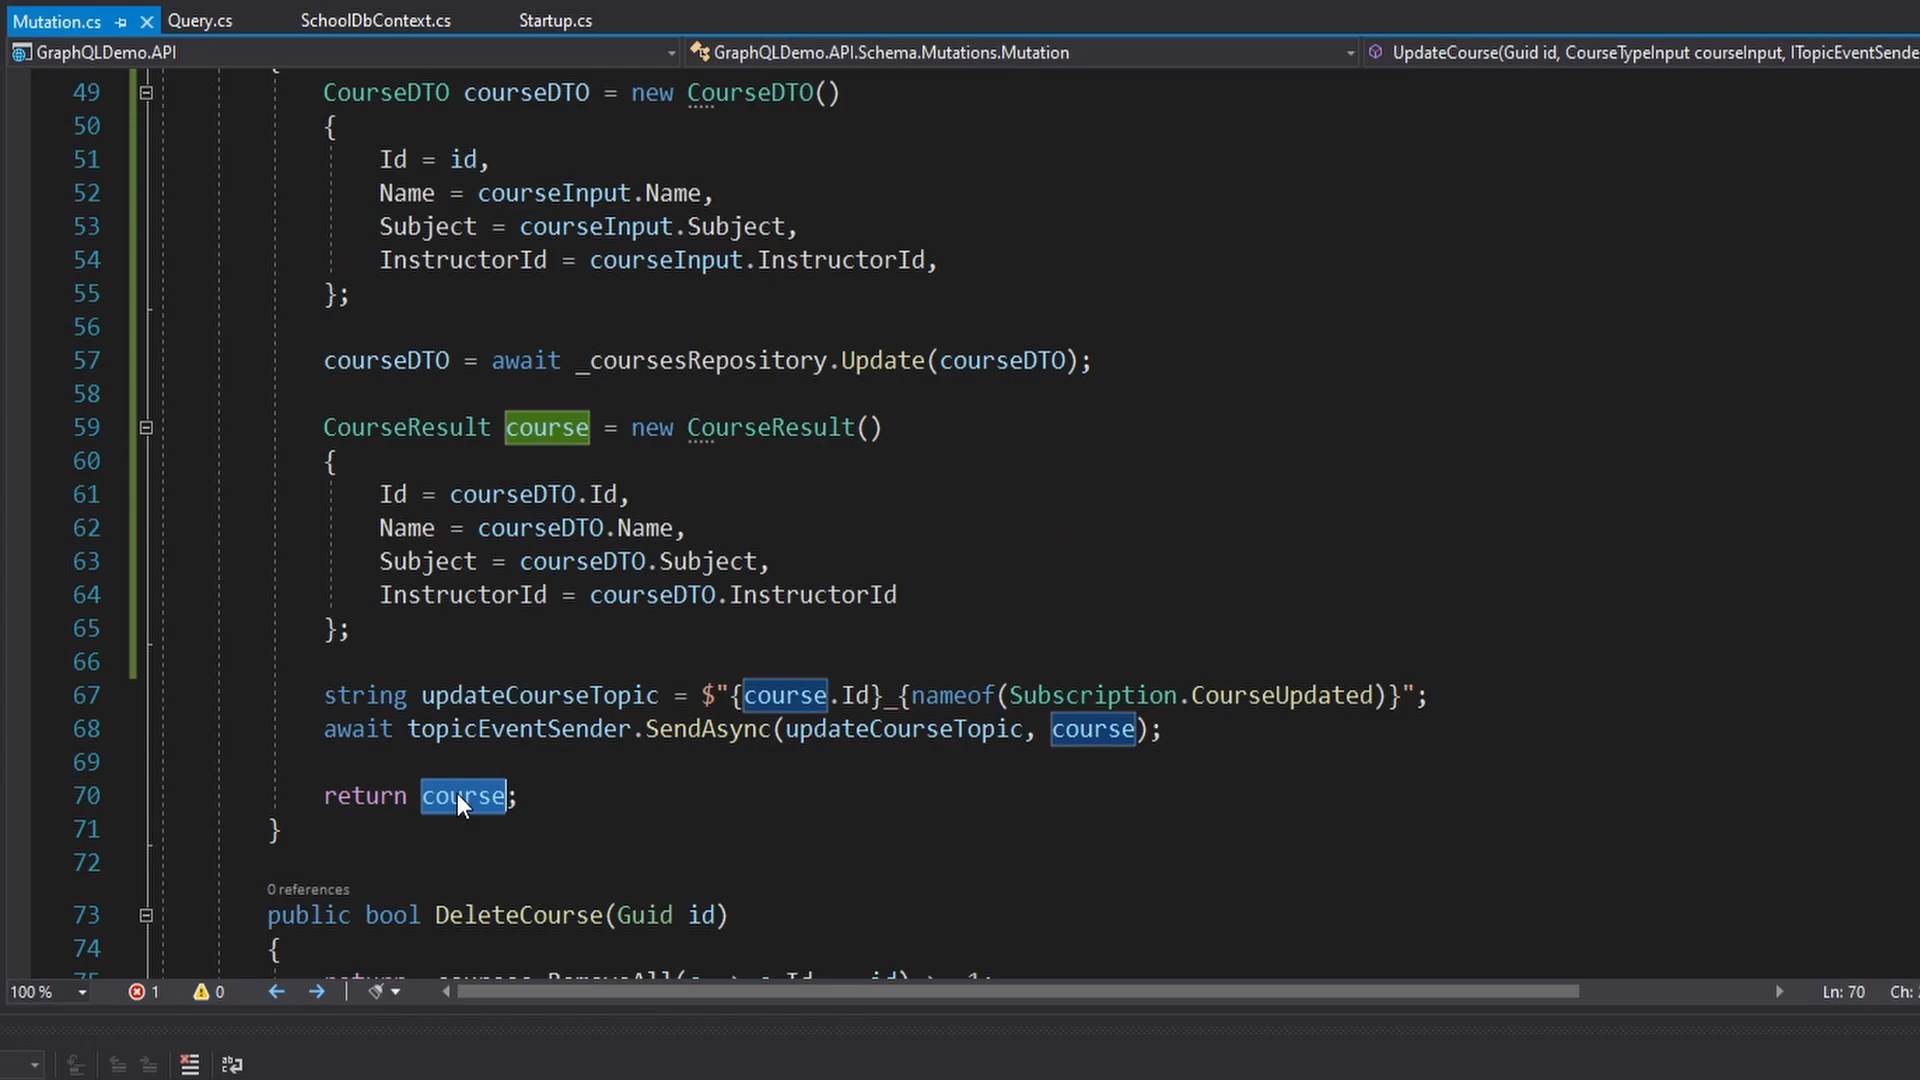 Mutation.cs Query.cs SchoolDbContext.cs Startup.cs
GraphQLDemo.API GraphQLDemo.API.Schema.Mutations.Mutation UpdateCourse(Guid id, CourseTypeInput courseInput, ITopicEventSende
49 CourseDTO courseDTO = new CourseDTO()
50 {
51 Id = id,
52 Name = courseInput.Name,
53 Subject = courseInput.Subject,
54 InstructorId = courseInput.InstructorId,
55 };
56
57 courseDTO = await _coursesRepository.Update(courseDTO);
58
59 CourseResult course = new CourseResult()
60 {
61 Id = courseDTO.Id,
62 Name = courseDTO.Name,
63 Subject = courseDTO.Subject,
64 InstructorId = courseDTO.InstructorId
65 };
66
67 string updateCourseTopic = $"{course.Id}_{nameof(Subscription.CourseUpdated)}";
68 await topicEventSender.SendAsync(updateCourseTopic, course);
69
70 return course;
71 }
72
0 references
73 public bool DeleteCourse(Guid id)
74 {
100 % 1 0 Ln: 70 Ch: